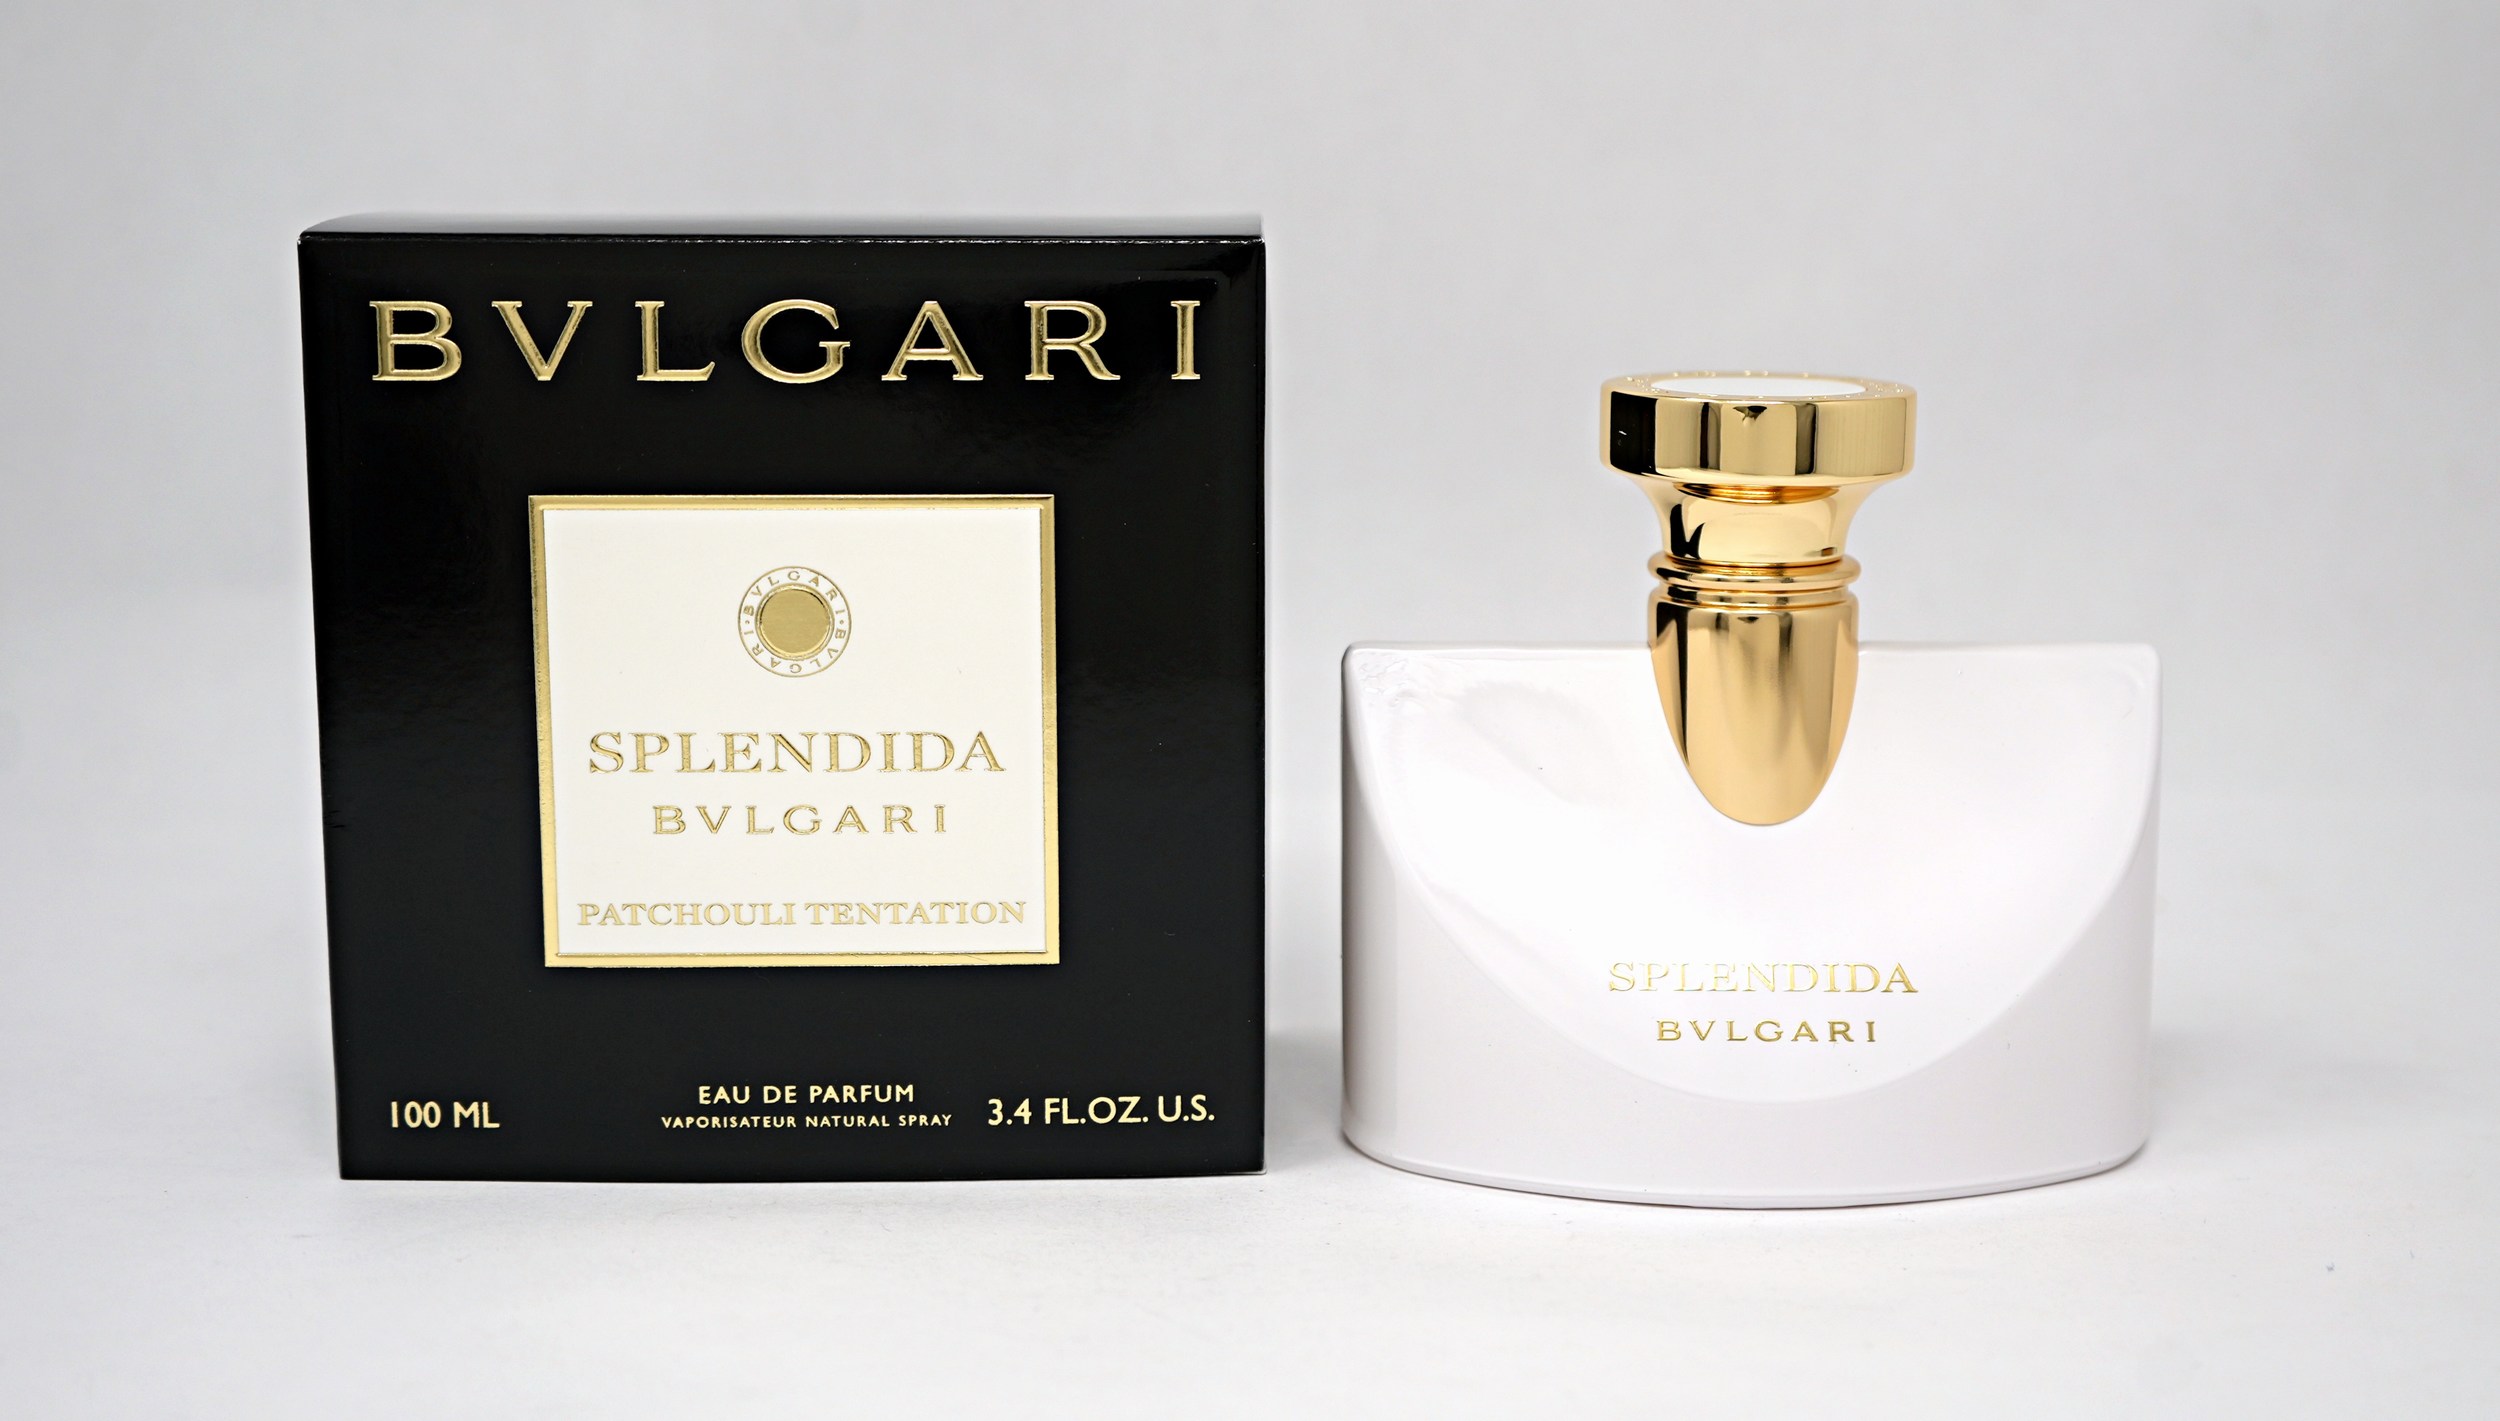 BVLGARI
BVLGARI • BVLGARI •
SPLENDIDA
BVLGARI
PATCHOULI TENTATION
EAU DE PARFUM
VAPORISATEUR NATURAL SPRAY
100 ML
3.4 FL.OZ. U.S.
SPLENDIDA
BVLGARI